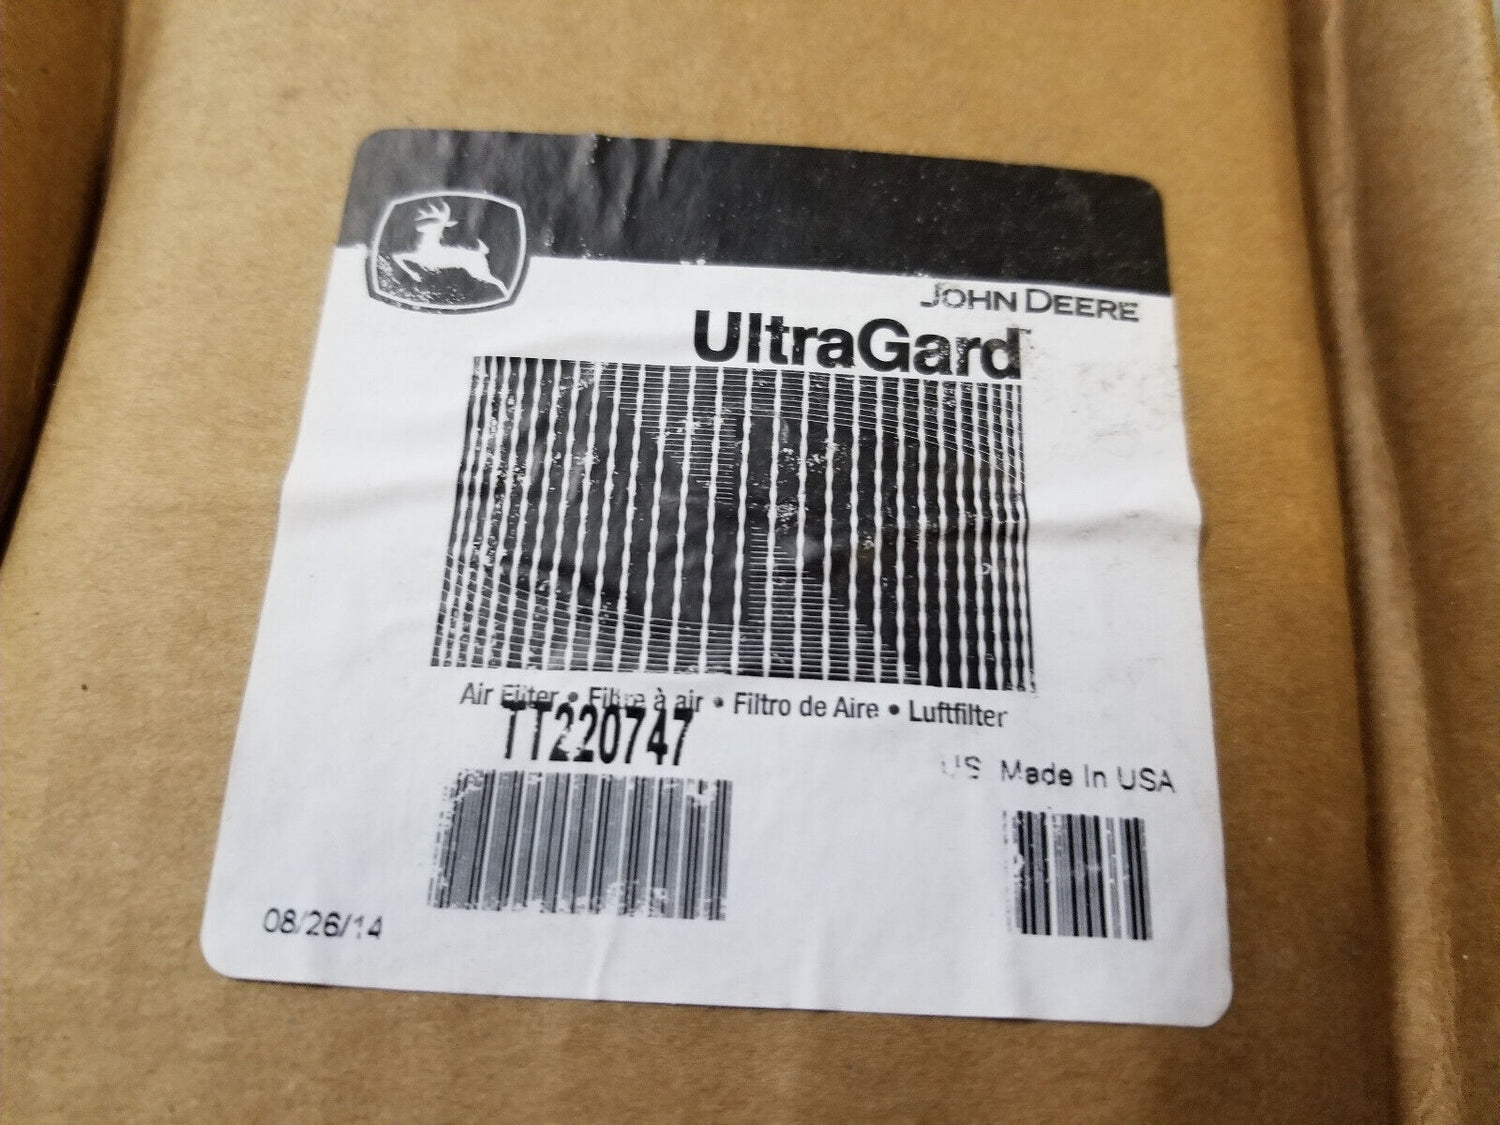 JOHN DEERE
UltraGard
Air Filter • Filtre à air • Filtro de Aire • Luftfilter
TT220747
US Made In USA
08/26/14